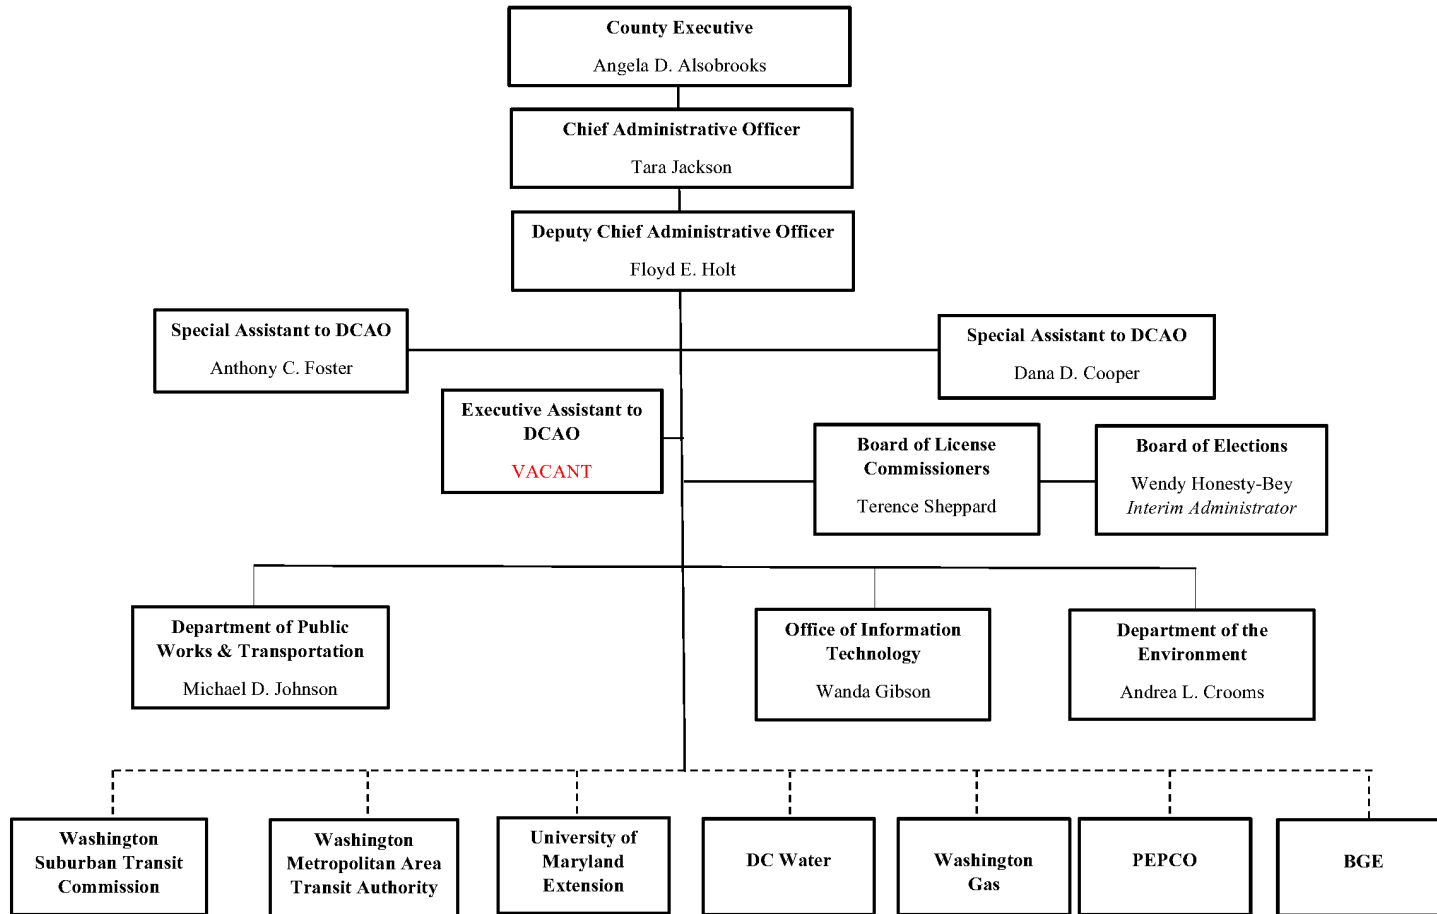 County Executive
Angela D. Alsobrooks
Chief Administrative Officer
Tara Jackson
Deputy Chief Administrative Officer
Floyd E. Holt
Special Assistant to DCAO
Anthony C. Foster
Special Assistant to DCAO
Dana D. Cooper
Executive Assistant to
DCAO
VACANT
Board of License
Commissioners
Terence Sheppard
Board of Elections
Wendy Honesty-Bey
Interim Administrator
Department of Public
Works & Transportation
Michael D. Johnson
Office of Information
Technology
Wanda Gibson
Department of the
Environment
Andrea L. Crooms
Washington
Suburban Transit
Commission
Washington
Metropolitan Area
Transit Authority
University of
Maryland
Extension
DC Water
Washington
Gas
PEPCO
BGE